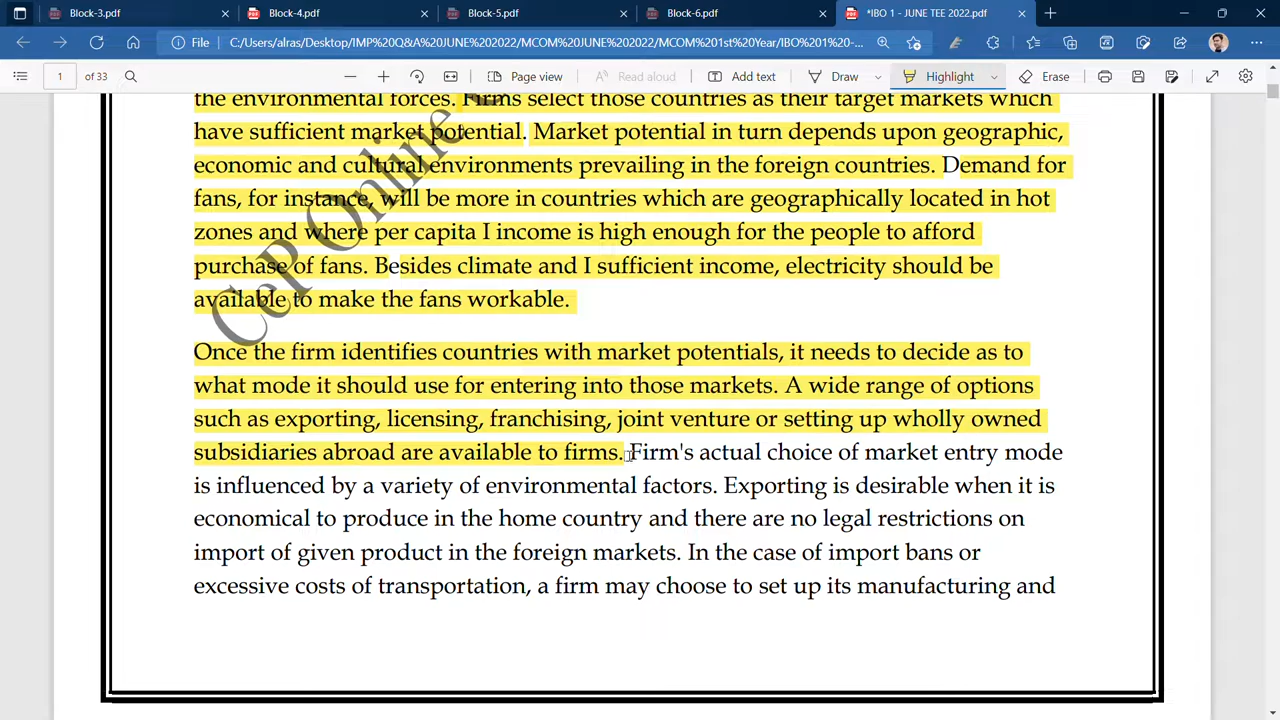 Block-3.pdf
Block-4.pdf
Block-5.pdf
Block-6.pdf
*IBO 1 - JUNE TEE 2022.pdf
File
C:/Users/alras/Desktop/IMP%20Q&A%20JUNE%202022/MCOM%20JUNE%202022/MCOM%201st%20Year/IBO%201%20-...
1 of 33
Page view
Read aloud
Add text
Draw
Highlight
Erase
the environmental forces. Firms select those countries as their target markets which
have sufficient market potential. Market potential in turn depends upon geographic,
economic and cultural environments prevailing in the foreign countries. Demand for
fans, for instance, will be more in countries which are geographically located in hot
zones and where per capita I income is high enough for the people to afford
purchase of fans. Besides climate and I sufficient income, electricity should be
available to make the fans workable.
Once the firm identifies countries with market potentials, it needs to decide as to
what mode it should use for entering into those markets. A wide range of options
such as exporting, licensing, franchising, joint venture or setting up wholly owned
subsidiaries abroad are available to firms. Firm's actual choice of market entry mode
is influenced by a variety of environmental factors. Exporting is desirable when it is
economical to produce in the home country and there are no legal restrictions on
import of given product in the foreign markets. In the case of import bans or
excessive costs of transportation, a firm may choose to set up its manufacturing and
CeP Online